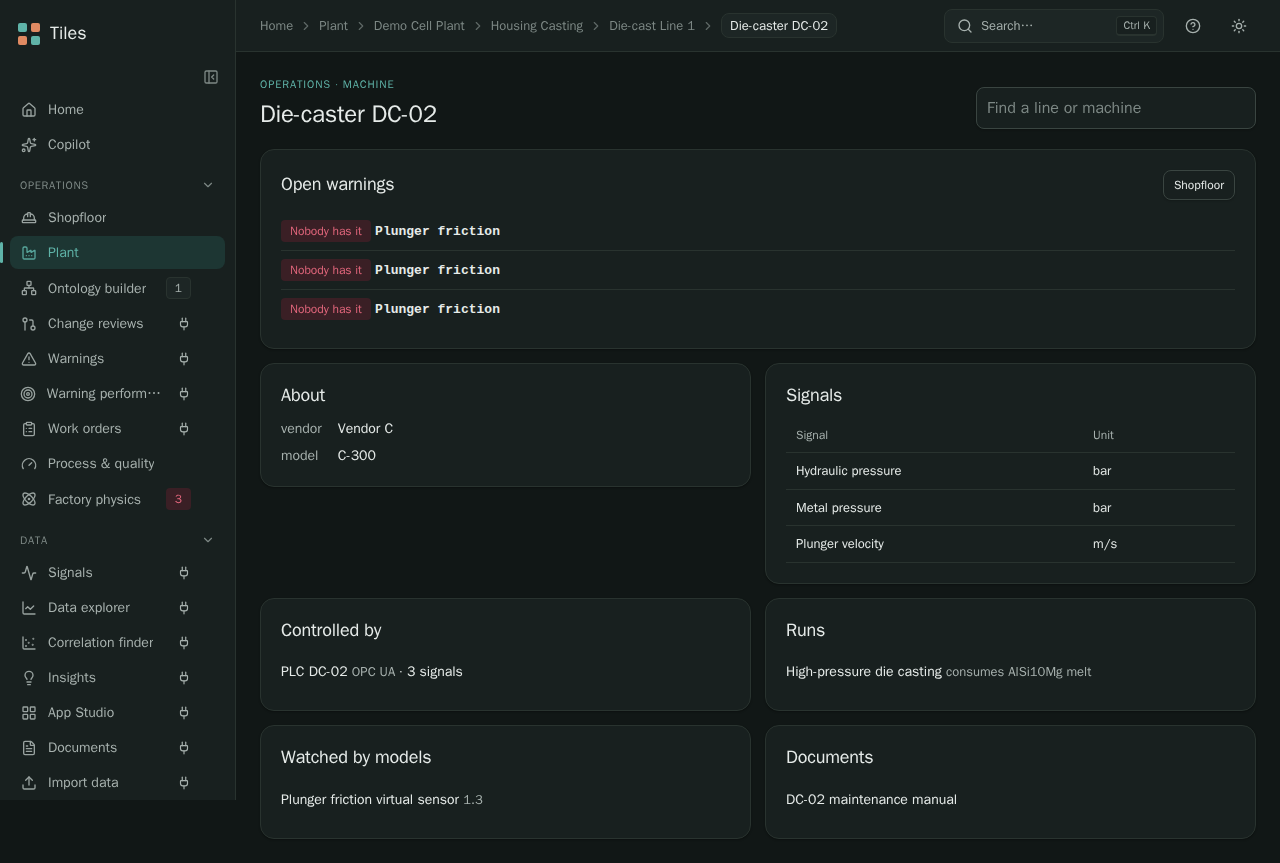 Tiles
Home
Copilot
OPERATIONS
Shopfloor
Plant
Ontology builder 1
Change reviews
Warnings
Warning perform···
Work orders
Process & quality
Factory physics 3
DATA
Signals
Data explorer
Correlation finder
Insights
App Studio
Documents
Import data
Home > Plant > Demo Cell Plant > Housing Casting > Die-cast Line 1 > Die-caster DC-02
Search··· Ctrl K
OPERATIONS · MACHINE
Die-caster DC-02
Find a line or machine
Open warnings
Shopfloor
Nobody has it Plunger friction
Nobody has it Plunger friction
Nobody has it Plunger friction
About
vendor Vendor C
model C-300
Signals
Signal Unit
Hydraulic pressure bar
Metal pressure bar
Plunger velocity m/s
Controlled by
PLC DC-02 OPC UA · 3 signals
Runs
High-pressure die casting consumes AlSi10Mg melt
Watched by models
Plunger friction virtual sensor 1.3
Documents
DC-02 maintenance manual